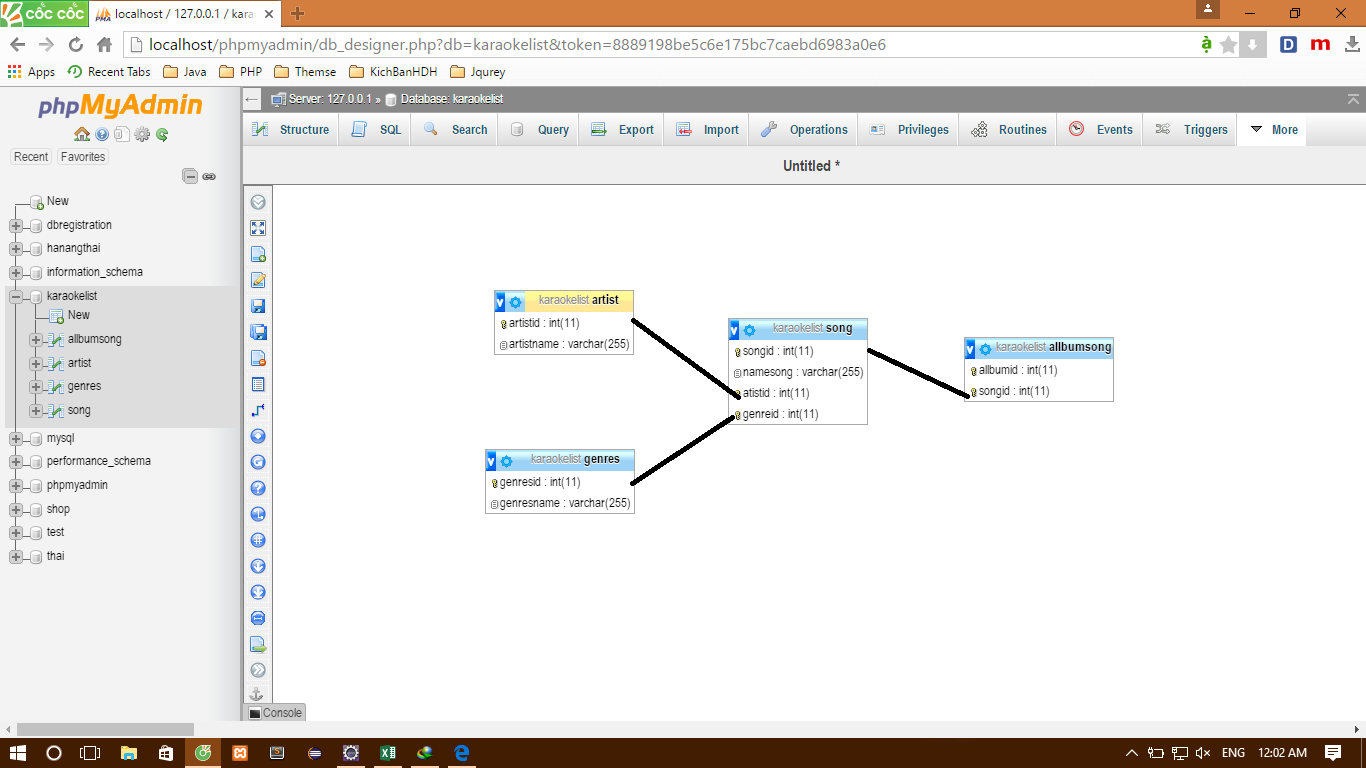 CỐC CỐC
localhost / 127.0.0.1 / kara
localhost/phpmyadmin/db_designer.php?db=karaokelist&token=8889198be5c6e175bc7caebd6983a0e6
ạ D m
Apps Recent Tabs Java PHP Themse KichBanHDH Jqurey
phpMyAdmin
Recent Favorites
New
dbregistration
hanangthai
information_schema
karaokelist
New
allbumsong
artist
genres
song
mysql
performance_schema
phpmyadmin
shop
test
thai
Server: 127.0.0.1 » Database: karaokelist
Structure SQL Search Query Export Import Operations Privileges Routines Events Triggers More
Untitled *
v karaokelist artist
artistid : int(11)
artistname : varchar(255)
v karaokelist song
songid : int(11)
namesong : varchar(255)
atistid : int(11)
genreid : int(11)
v karaokelist allbumsong
allbumid : int(11)
songid : int(11)
v karaokelist genres
genresid : int(11)
genresname : varchar(255)
Console
ENG 12:02 AM